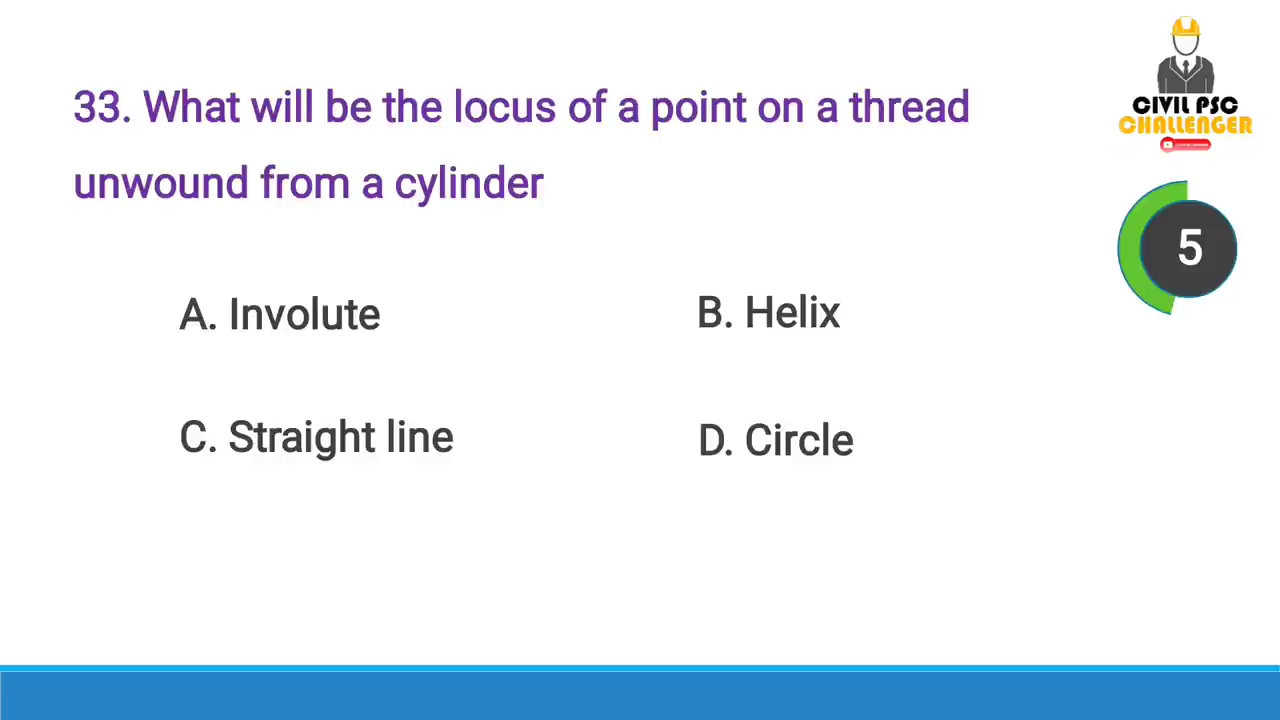 33. What will be the locus of a point on a thread
unwound from a cylinder
CIVIL PSC
CHALLENGER
5
A. Involute
B. Helix
C. Straight line
D. Circle